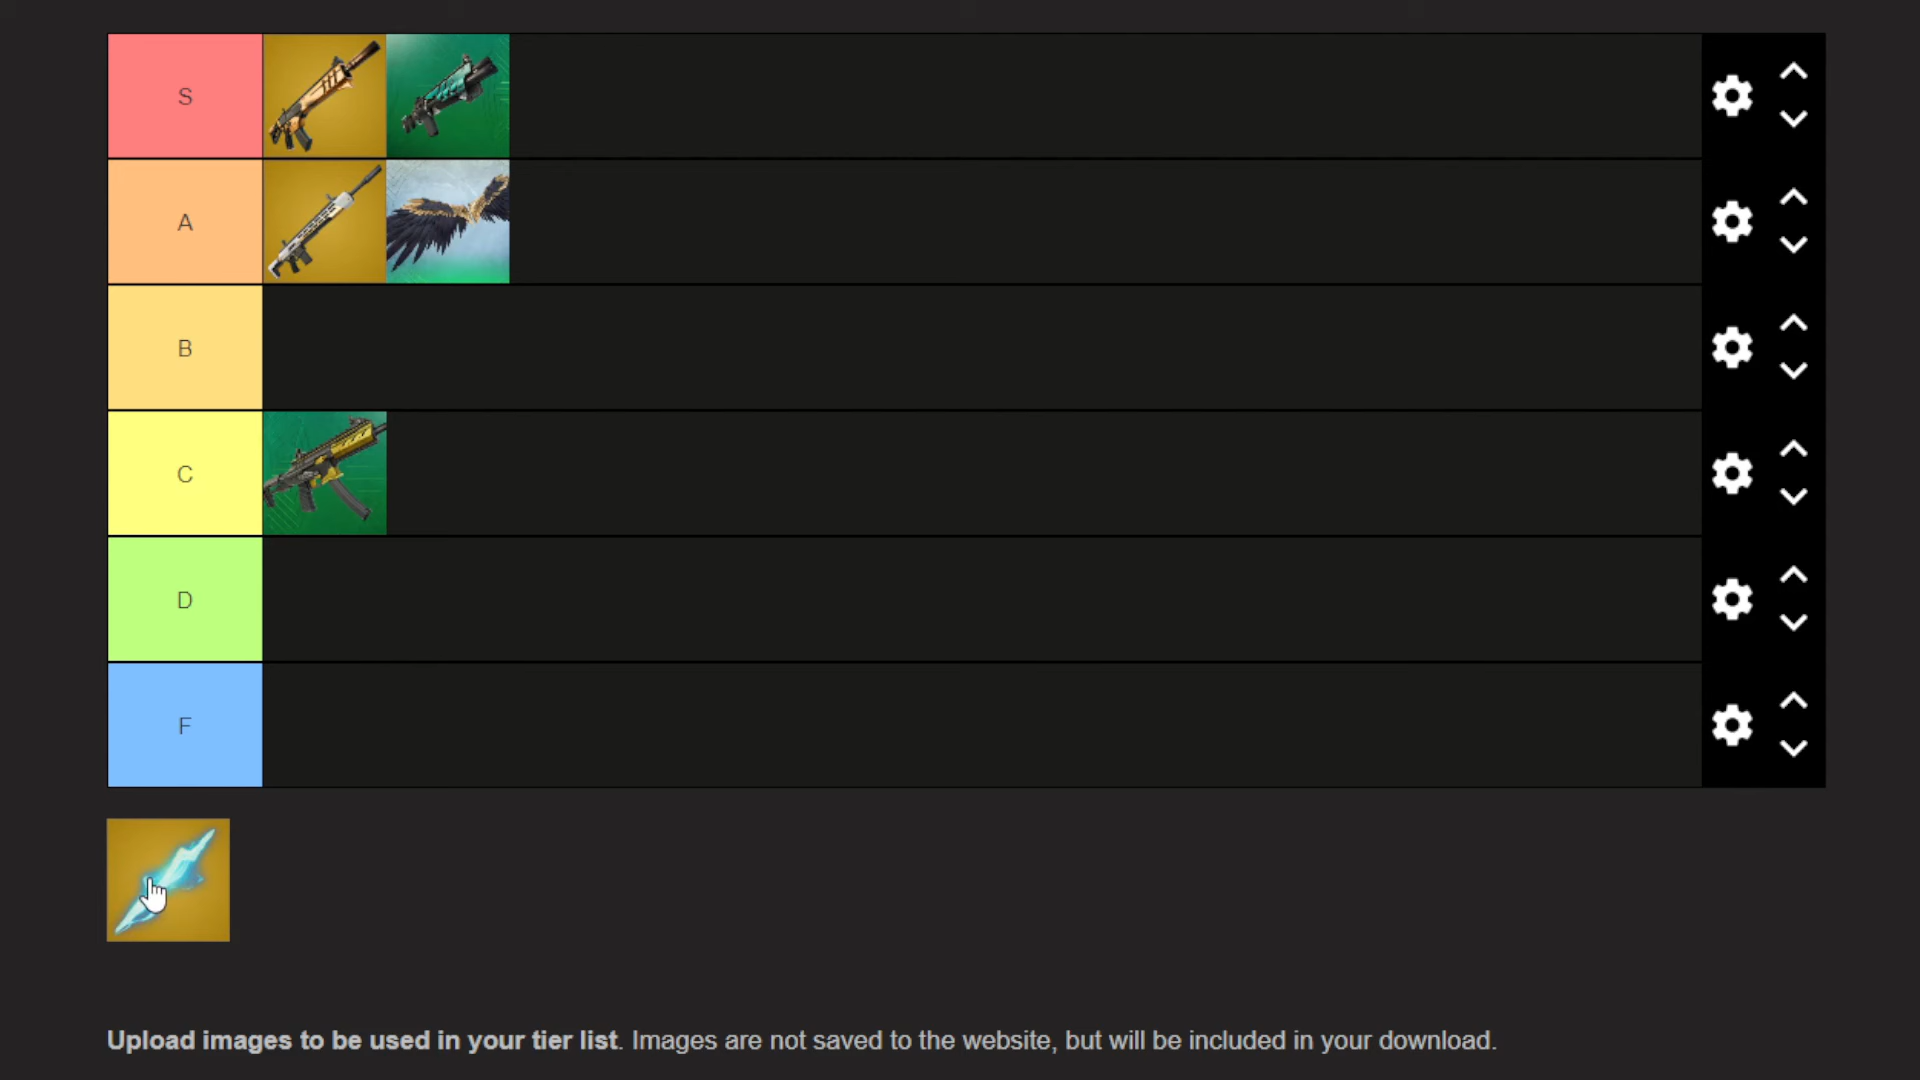 S
A
B
C
D
F
Upload images to be used in your tier list. Images are not saved to the website, but will be included in your download.